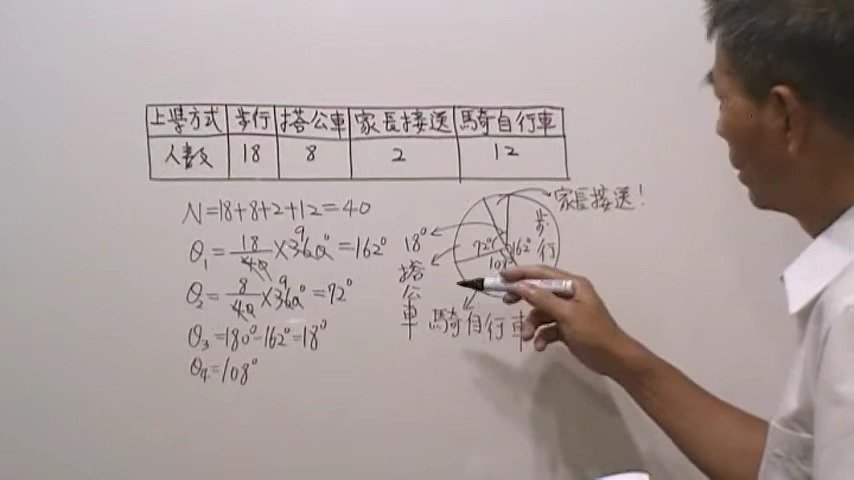 上學方式 步行 搭公車 家長接送 騎自行車
人數 18 8 2 12
N=18+8+2+12=40
θ₁=18/40×360°=162°
θ₂=8/40×360°=72°
θ₃=180°-162°=18°
θ₄=108°
9
9
家長接送!
步行
162°
72°
108°
18°
搭公車
騎自行車